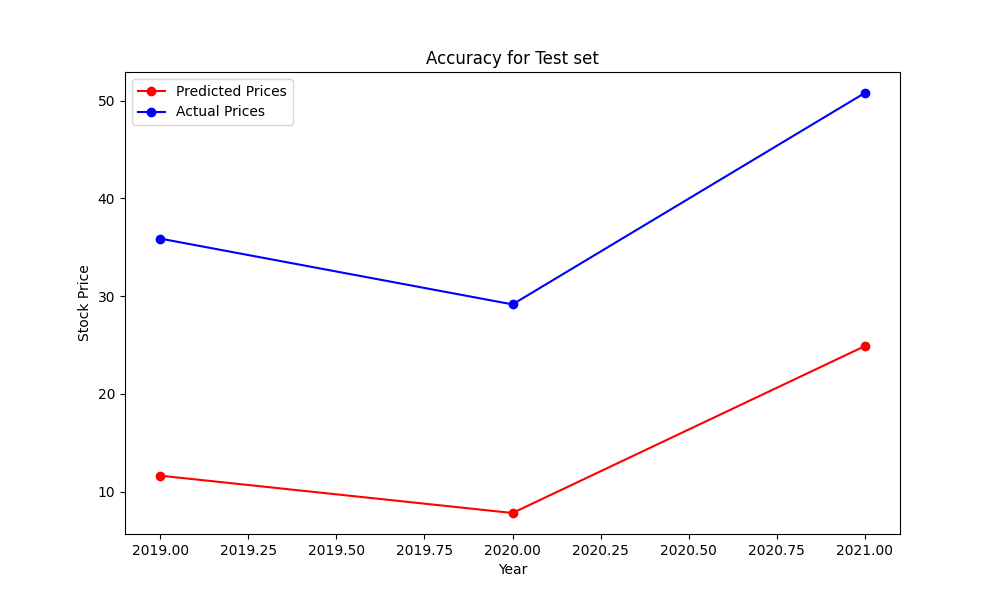 Accuracy for Test set
Predicted Prices
Actual Prices
50
40
30
20
10
Stock Price
2019.00 2019.25 2019.50 2019.75 2020.00 2020.25 2020.50 2020.75 2021.00
Year